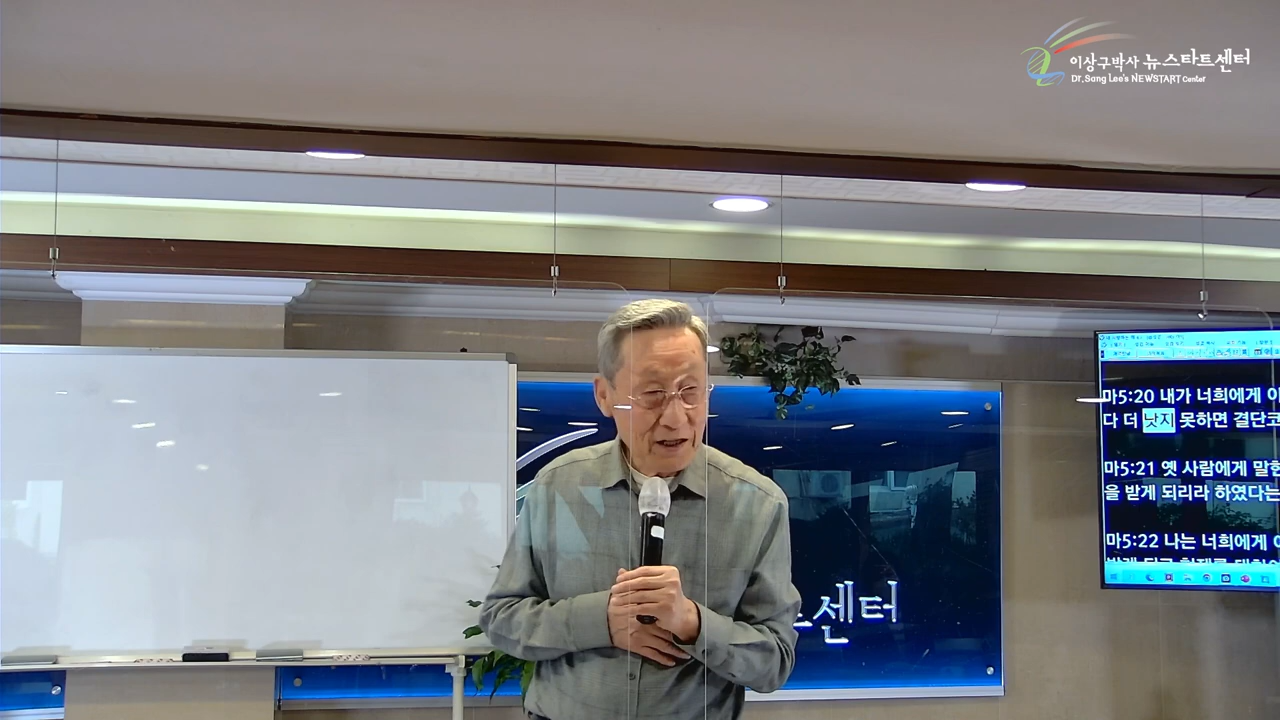 이상구박사 뉴스타트센터
Dr. Sang Lee's NEWSTART Center
마5:20 내가 너희에게 이
다 더 낫지 못하면 결단코
마5:21 옛 사람에게 말한
을 받게 되리라 하였다는
마5:22 나는 너희에게 이
센터